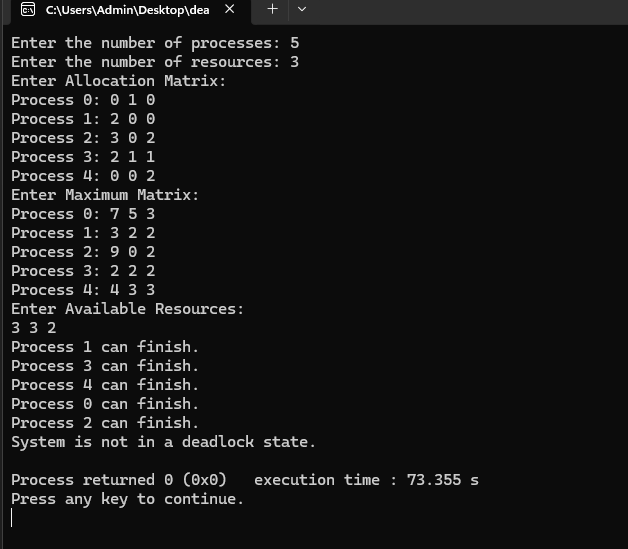 C:\Users\Admin\Desktop\dea
Enter the number of processes: 5
Enter the number of resources: 3
Enter Allocation Matrix:
Process 0: 0 1 0
Process 1: 2 0 0
Process 2: 3 0 2
Process 3: 2 1 1
Process 4: 0 0 2
Enter Maximum Matrix:
Process 0: 7 5 3
Process 1: 3 2 2
Process 2: 9 0 2
Process 3: 2 2 2
Process 4: 4 3 3
Enter Available Resources:
3 3 2
Process 1 can finish.
Process 3 can finish.
Process 4 can finish.
Process 0 can finish.
Process 2 can finish.
System is not in a deadlock state.
Process returned 0 (0x0)   execution time : 73.355 s
Press any key to continue.